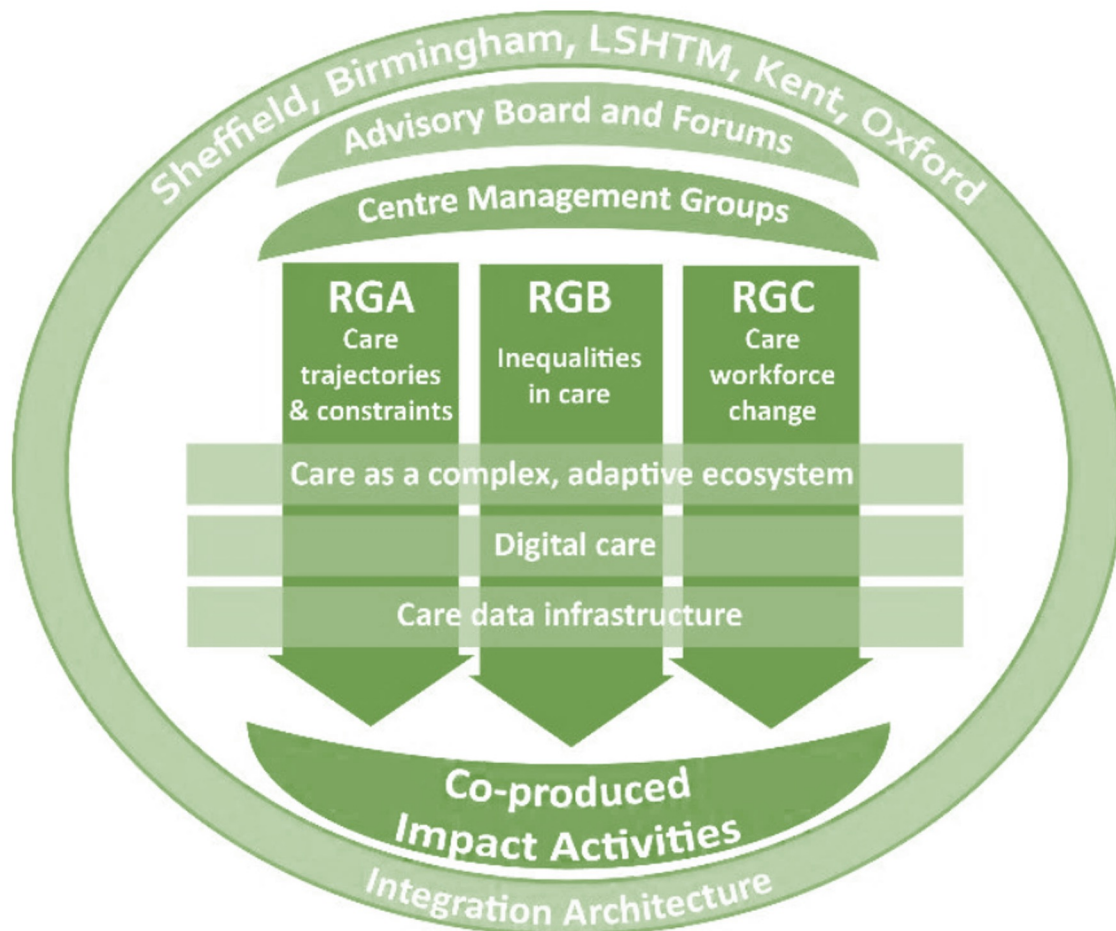 Sheffield, Birmingham, LSHTM, Kent, Oxford
Advisory Board and Forums
Centre Management Groups
RGA
Care
trajectories
& constraints
RGB
Inequalities
in care
RGC
Care
workforce
change
Care as a complex, adaptive ecosystem
Digital care
Care data infrastructure
Co-produced
Impact Activities
Integration Architecture